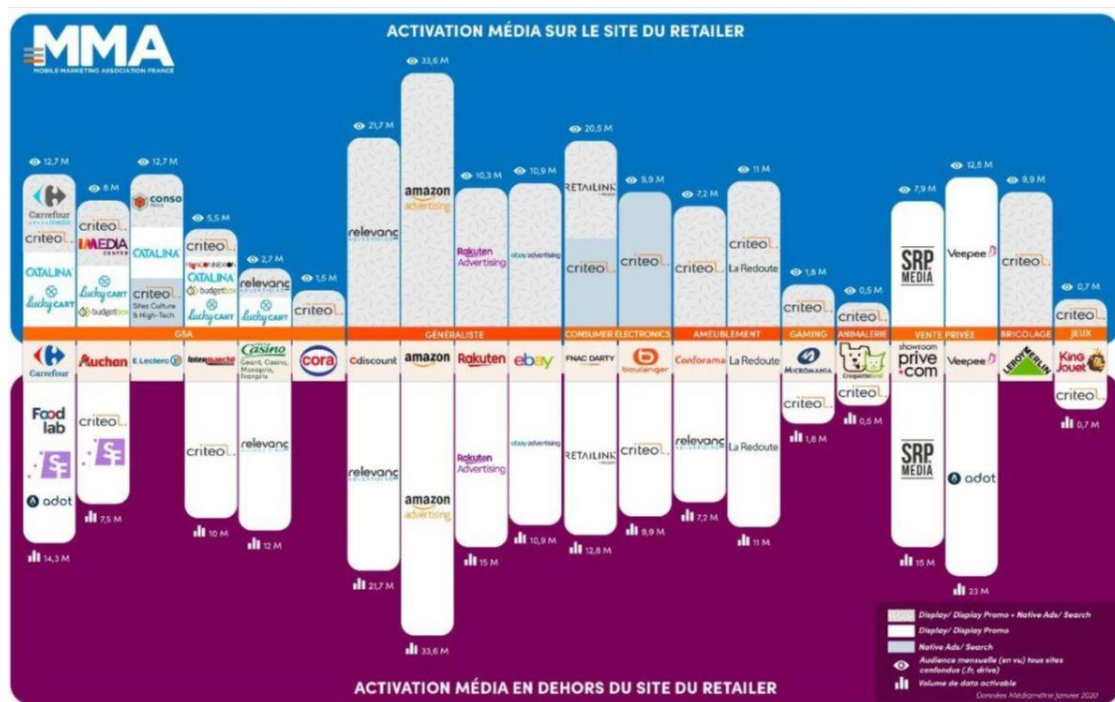 MMA
MOBILE MARKETING ASSOCIATION FRANCE
ACTIVATION MÉDIA SUR LE SITE DU RETAILER
12,7 M
8 M
12,7 M
5,5 M
2,7 M
1,5 M
21,7 M
33,6 M
10,3 M
10,9 M
20,5 M
9,9 M
7,2 M
11 M
1,8 M
0,5 M
7,9 M
12,5 M
9,9 M
0,7 M
Carrefour
criteo
CATALINA
Lucky CART
criteo
IMEDIA
CENTER
Lucky CART
budgetbox
conso
CATALINA
criteo
Sites Culture
& High-Tech
criteo
CATALINA
budgetbox
Lucky CART
relevanc
Lucky CART
criteo
relevanc
ADVERTISING
amazon
advertising
Rakuten
Advertising
ebay advertising
RETAILINK
criteo
criteo
criteo
criteo
La Redoute
criteo
criteo
SRP
MEDIA
Veepee
criteo
criteo
GSA
GÉNÉRALISTE
CONSUMER ELECTRONICS
AMEUBLEMENT
GAMING
ANIMALERIE
VENTE PRIVÉE
BRICOLAGE
JEUX
Carrefour
Auchan
E.Leclerc
Intermarché
Casino
Geant, Casino,
Monoprix,
Franprix
cora
Cdiscount
amazon
Rakuten
ebay
FNAC DARTY
boulanger
Conforama
La Redoute
MICROMANIA
Croquetteland
showroom
prive
.com
Veepee
LEROY MERLIN
King
Jouet
Food
lab
SF
adot
criteo
SF
criteo
relevanc
relevanc
ADVERTISING
amazon
advertising
Rakuten
Advertising
ebay advertising
RETAILINK
criteo
relevanc
ADVERTISING
La Redoute
criteo
criteo
SRP
MEDIA
adot
criteo
14,3 M
7,5 M
10 M
12 M
21,7 M
33,6 M
15 M
10,9 M
12,8 M
9,9 M
7,2 M
11 M
1,8 M
0,5 M
15 M
23 M
0,7 M
Display/ Display Promo + Native Ads/ Search
Display/ Display Promo
Native Ads/ Search
Audience mensuelle (en vu) tous sites
confondus (.fr, drive)
Volume de data activable
Données Médiamétrie janvier 2020
ACTIVATION MÉDIA EN DEHORS DU SITE DU RETAILER